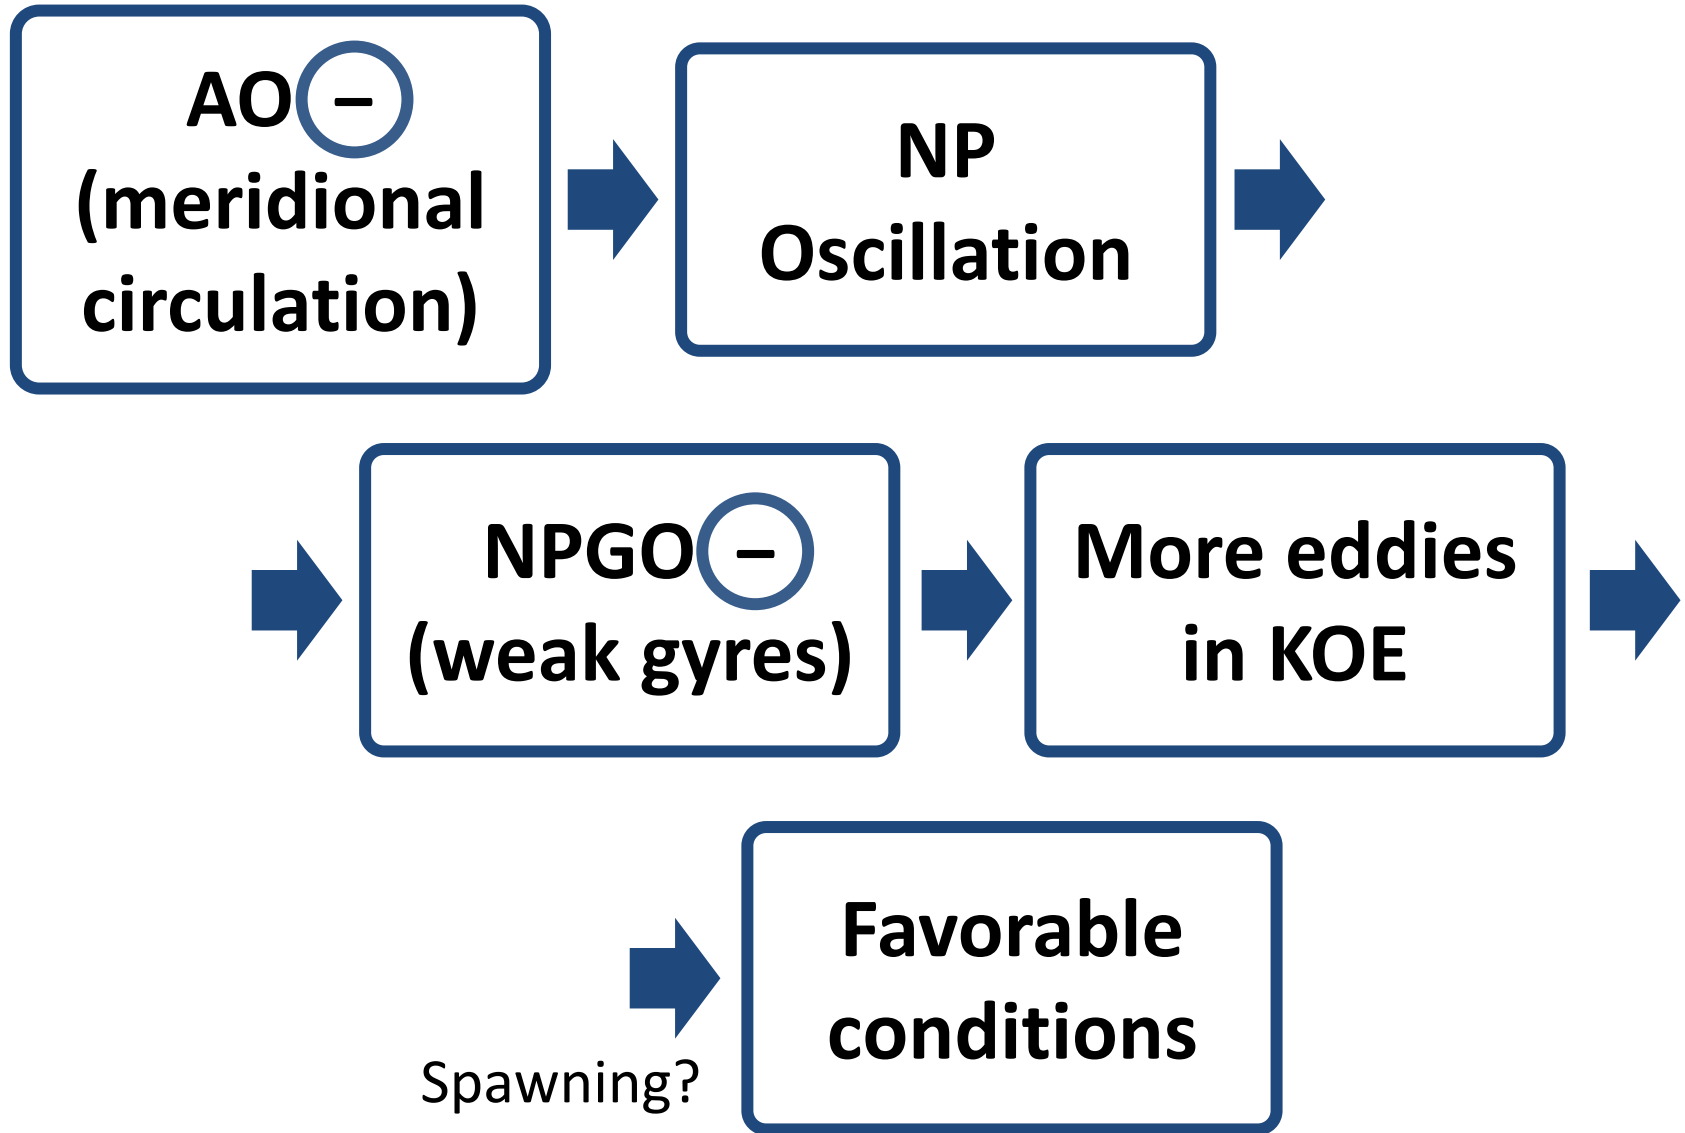 AO –
(meridional
circulation)
NP
Oscillation
NPGO –
(weak gyres)
More eddies
in KOE
Favorable
conditions
Spawning?